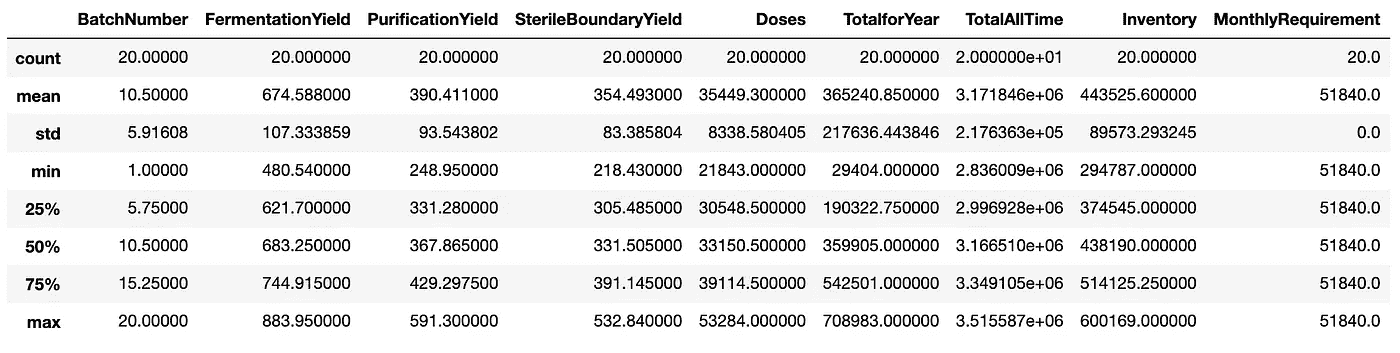 BatchNumber FermentationYield PurificationYield SterileBoundaryYield Doses TotalforYear TotalAllTime Inventory MonthlyRequirement
count 20.00000 20.000000 20.000000 20.000000 20.000000 20.000000 2.000000e+01 20.000000 20.0
mean 10.50000 674.588000 390.411000 354.493000 35449.300000 365240.850000 3.171846e+06 443525.600000 51840.0
std 5.91608 107.333859 93.543802 83.385804 8338.580405 217636.443846 2.176363e+05 89573.293245 0.0
min 1.00000 480.540000 248.950000 218.430000 21843.000000 29404.000000 2.836009e+06 294787.000000 51840.0
25% 5.75000 621.700000 331.280000 305.485000 30548.500000 190322.750000 2.996928e+06 374545.000000 51840.0
50% 10.50000 683.250000 367.865000 331.505000 33150.500000 359905.000000 3.166510e+06 438190.000000 51840.0
75% 15.25000 744.915000 429.297500 391.145000 39114.500000 542501.000000 3.349105e+06 514125.250000 51840.0
max 20.00000 883.950000 591.300000 532.840000 53284.000000 708983.000000 3.515587e+06 600169.000000 51840.0